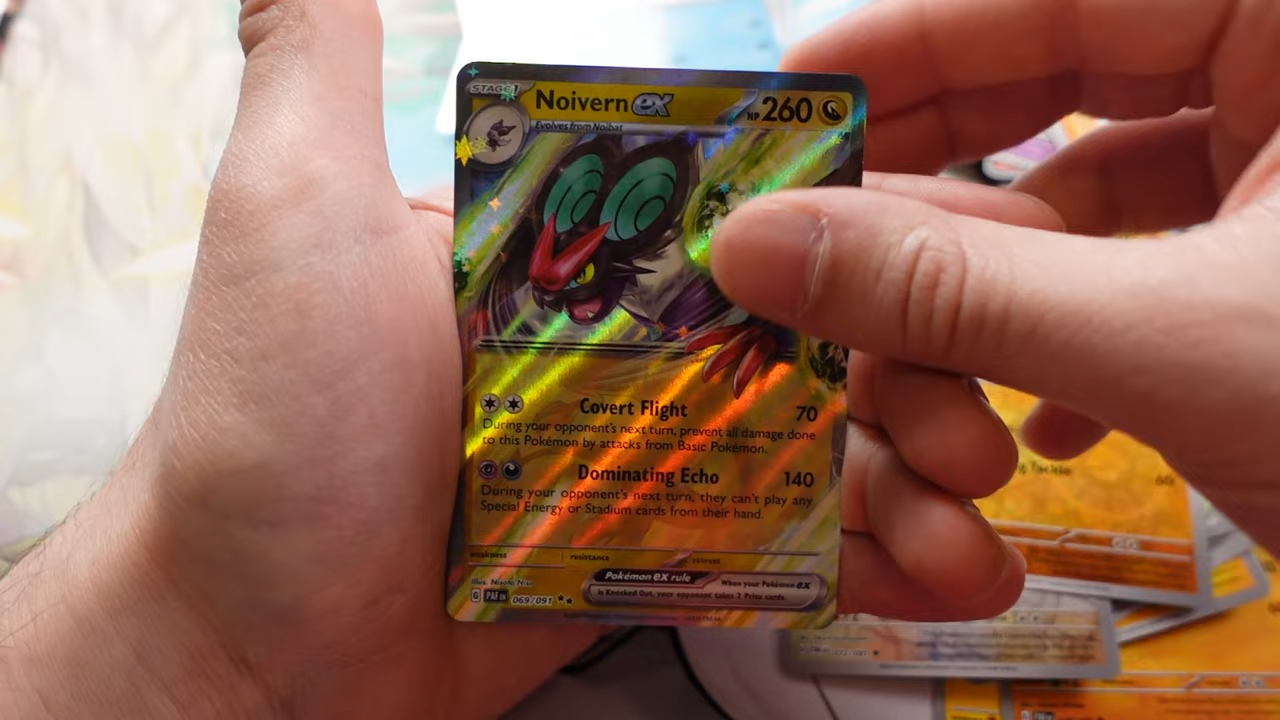 STAGE 1
Noivern ex
HP 260
Evolves from Noibat
Covert Flight 70
During your opponent's next turn, prevent all damage done
to this Pokémon by attacks from Basic Pokémon.
Dominating Echo 140
During your opponent's next turn, they can't play any
Special Energy or Stadium cards from their hand.
weakness resistance retreat
Pokémon ex rule When your Pokémon ex
is Knocked Out, your opponent takes 2 Prize cards.
Illus.
G PAF EN 069/091
Tackle